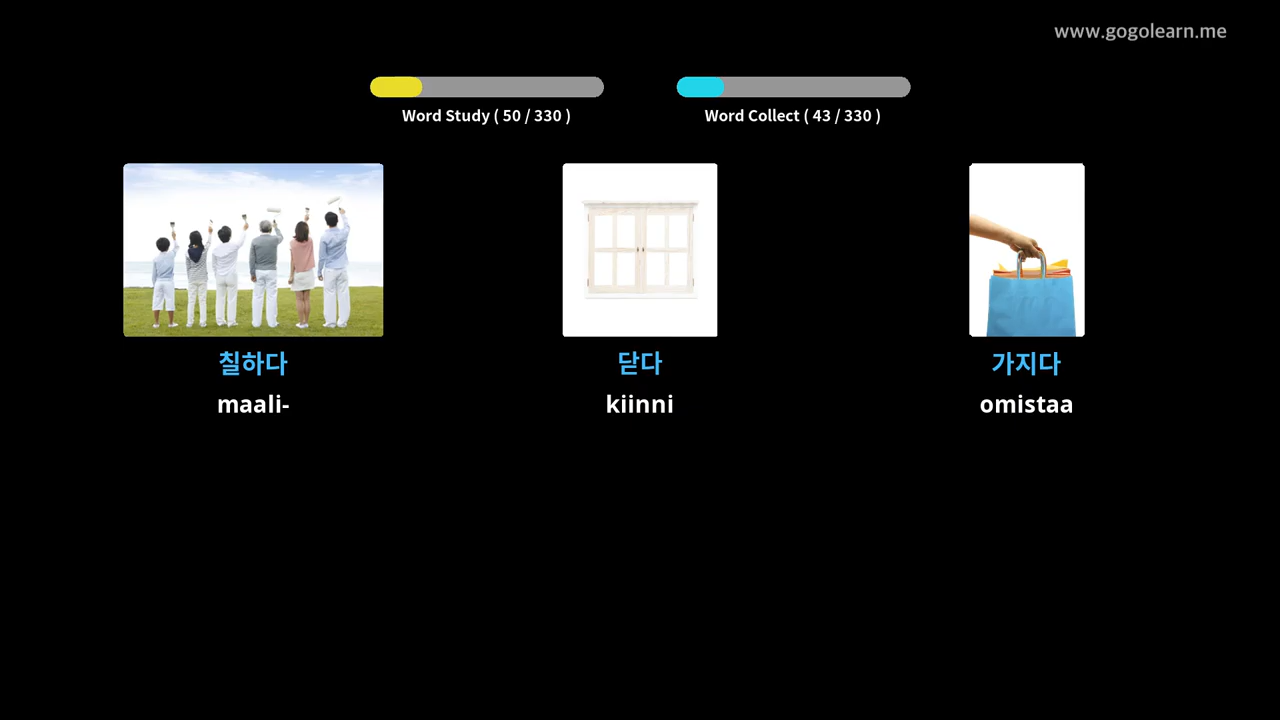 www.gogolearn.me
Word Study ( 50 / 330 )
Word Collect ( 43 / 330 )
칠하다
닫다
가지다
maali-
kiinni
omistaa